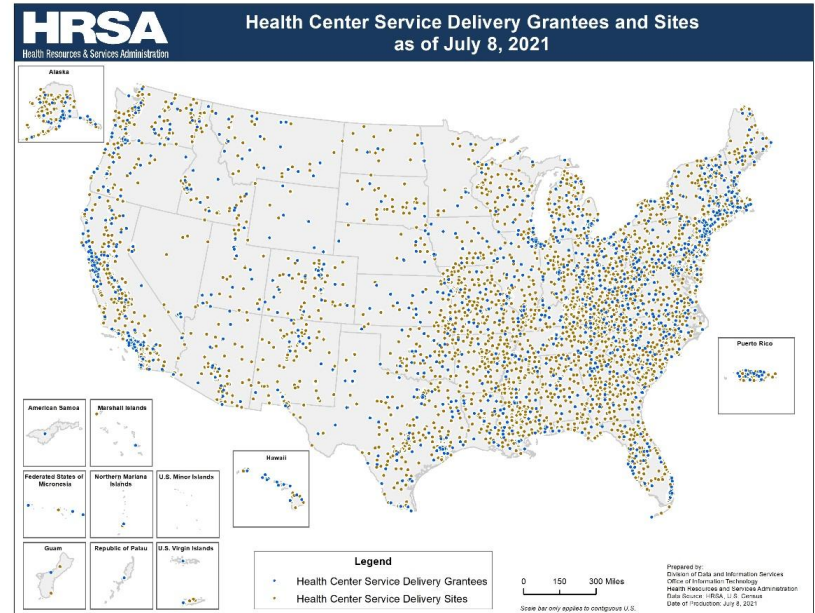 HRSA
Health Resources & Services Administration
Health Center Service Delivery Grantees and Sites
as of July 8, 2021
Alaska
Puerto Rico
American Samoa
Marshall Islands
Hawaii
Federated States of
Micronesia
Northern Mariana
Islands
U.S. Minor Islands
Guam
Republic of Palau
U.S. Virgin Islands
Legend
Health Center Service Delivery Grantees
Health Center Service Delivery Sites
0 150 300 Miles
Scale bar only applies to contiguous U.S.
Prepared by:
Division of Data and Information Services
Office of Information Technology
Health Resources and Services Administration
Data Source: HRSA, U.S. Census
Date of Production: July 8, 2021